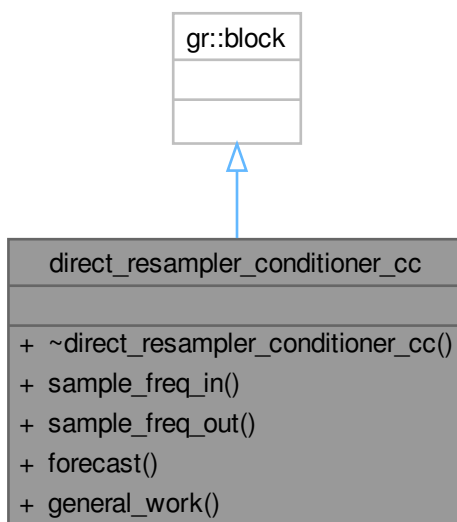 gr::block
direct_resampler_conditioner_cc
+ ~direct_resampler_conditioner_cc()
+ sample_freq_in()
+ sample_freq_out()
+ forecast()
+ general_work()